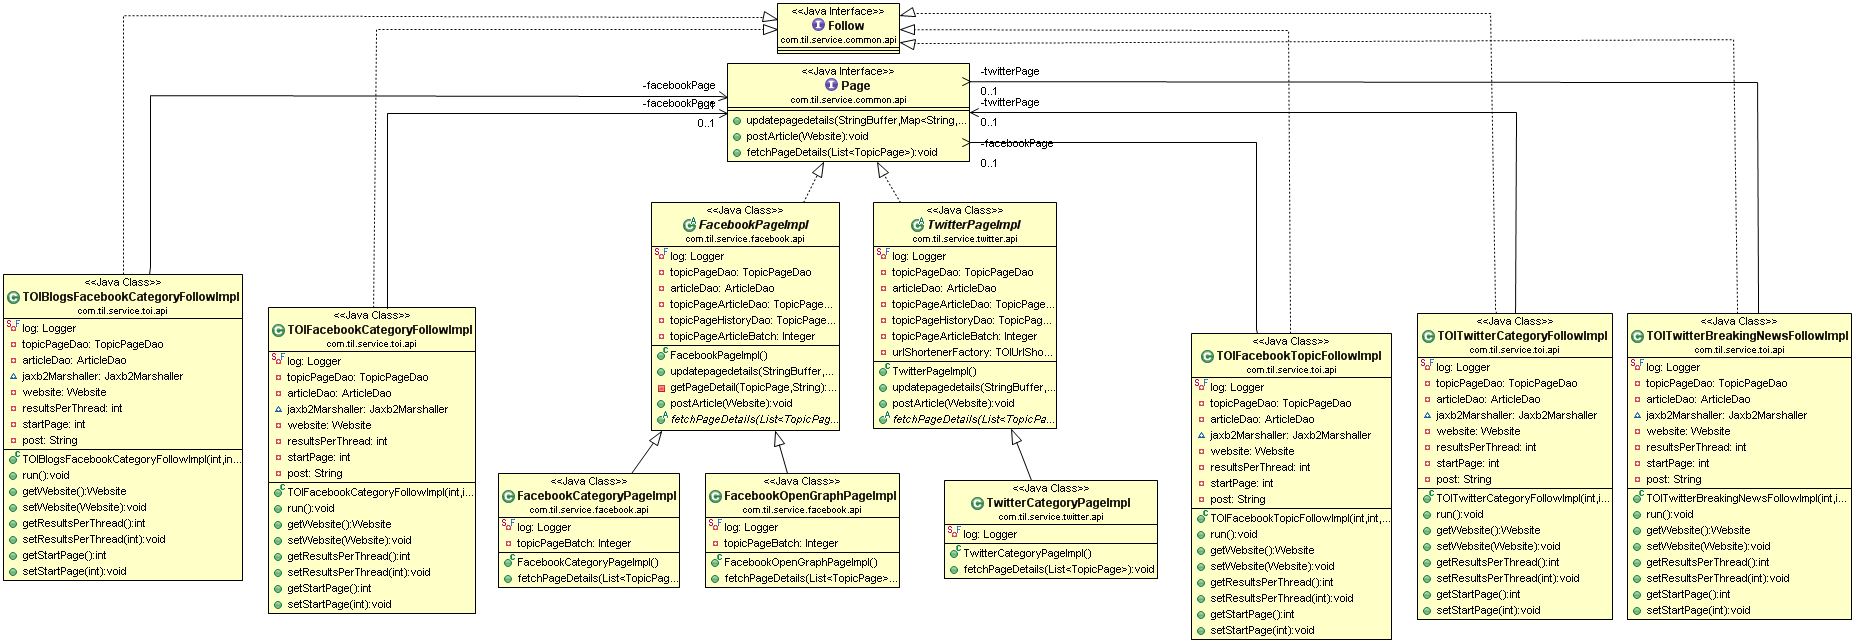 <<Java Interface>>
Follow
com.til.service.common.api
<<Java Interface>>
Page
com.til.service.common.api
updatepagedetails(StringBuffer,Map<String,...
postArticle(Website):void
fetchPageDetails(List<TopicPage>):void
-facebookPage
0..1
-facebookPage
0..1
-twitterPage
0..1
-twitterPage
0..1
-facebookPage
0..1
<<Java Class>>
FacebookPageImpl
com.til.service.facebook.api
log: Logger
topicPageDao: TopicPageDao
articleDao: ArticleDao
topicPageArticleDao: TopicPage...
topicPageHistoryDao: TopicPage...
topicPageArticleBatch: Integer
FacebookPageImpl()
updatepagedetails(StringBuffer,...
getPageDetail(TopicPage,String):...
postArticle(Website):void
fetchPageDetails(List<TopicPag...
<<Java Class>>
TwitterPageImpl
com.til.service.twitter.api
log: Logger
topicPageDao: TopicPageDao
articleDao: ArticleDao
topicPageArticleDao: TopicPage...
topicPageHistoryDao: TopicPag...
topicPageArticleBatch: Integer
urlShortenerFactory: TOIUrlSho...
TwitterPageImpl()
updatepagedetails(StringBuffer,...
postArticle(Website):void
fetchPageDetails(List<TopicPa...
<<Java Class>>
TOIBlogsFacebookCategoryFollowImpl
com.til.service.toi.api
log: Logger
topicPageDao: TopicPageDao
articleDao: ArticleDao
jaxb2Marshaller: Jaxb2Marshaller
website: Website
resultsPerThread: int
startPage: int
post: String
TOIBlogsFacebookCategoryFollowImpl(int,in...
run():void
getWebsite():Website
setWebsite(Website):void
getResultsPerThread():int
setResultsPerThread(int):void
getStartPage():int
setStartPage(int):void
<<Java Class>>
TOIFacebookCategoryFollowImpl
com.til.service.toi.api
log: Logger
topicPageDao: TopicPageDao
articleDao: ArticleDao
jaxb2Marshaller: Jaxb2Marshaller
website: Website
resultsPerThread: int
startPage: int
post: String
TOIFacebookCategoryFollowImpl(int,i...
run():void
getWebsite():Website
setWebsite(Website):void
getResultsPerThread():int
setResultsPerThread(int):void
getStartPage():int
setStartPage(int):void
<<Java Class>>
FacebookCategoryPageImpl
com.til.service.facebook.api
log: Logger
topicPageBatch: Integer
FacebookCategoryPageImpl()
fetchPageDetails(List<TopicPag...
<<Java Class>>
FacebookOpenGraphPageImpl
com.til.service.facebook.api
log: Logger
topicPageBatch: Integer
FacebookOpenGraphPageImpl()
fetchPageDetails(List<TopicPage>...
<<Java Class>>
TwitterCategoryPageImpl
com.til.service.twitter.api
log: Logger
TwitterCategoryPageImpl()
fetchPageDetails(List<TopicPage>):void
<<Java Class>>
TOIFacebookTopicFollowImpl
com.til.service.toi.api
log: Logger
topicPageDao: TopicPageDao
articleDao: ArticleDao
jaxb2Marshaller: Jaxb2Marshaller
website: Website
resultsPerThread: int
startPage: int
post: String
TOIFacebookTopicFollowImpl(int,int,...
run():void
getWebsite():Website
setWebsite(Website):void
getResultsPerThread():int
setResultsPerThread(int):void
getStartPage():int
setStartPage(int):void
<<Java Class>>
TOITwitterCategoryFollowImpl
com.til.service.toi.api
log: Logger
topicPageDao: TopicPageDao
articleDao: ArticleDao
jaxb2Marshaller: Jaxb2Marshaller
website: Website
resultsPerThread: int
startPage: int
post: String
TOITwitterCategoryFollowImpl(int,i...
run():void
getWebsite():Website
setWebsite(Website):void
getResultsPerThread():int
setResultsPerThread(int):void
getStartPage():int
setStartPage(int):void
<<Java Class>>
TOITwitterBreakingNewsFollowImpl
com.til.service.toi.api
log: Logger
topicPageDao: TopicPageDao
articleDao: ArticleDao
jaxb2Marshaller: Jaxb2Marshaller
website: Website
resultsPerThread: int
startPage: int
post: String
TOITwitterBreakingNewsFollowImpl(int,i...
run():void
getWebsite():Website
setWebsite(Website):void
getResultsPerThread():int
setResultsPerThread(int):void
getStartPage():int
setStartPage(int):void